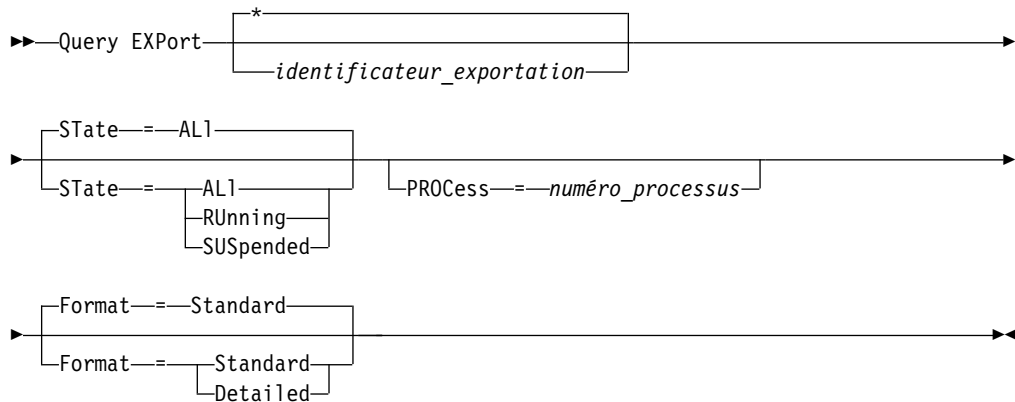 *
Query EXPort
identificateur_exportation
STate = ALl
STate = ALl
PROCess = numéro_processus
RUnning
SUSpended
Format = Standard
Format = Standard
Detailed